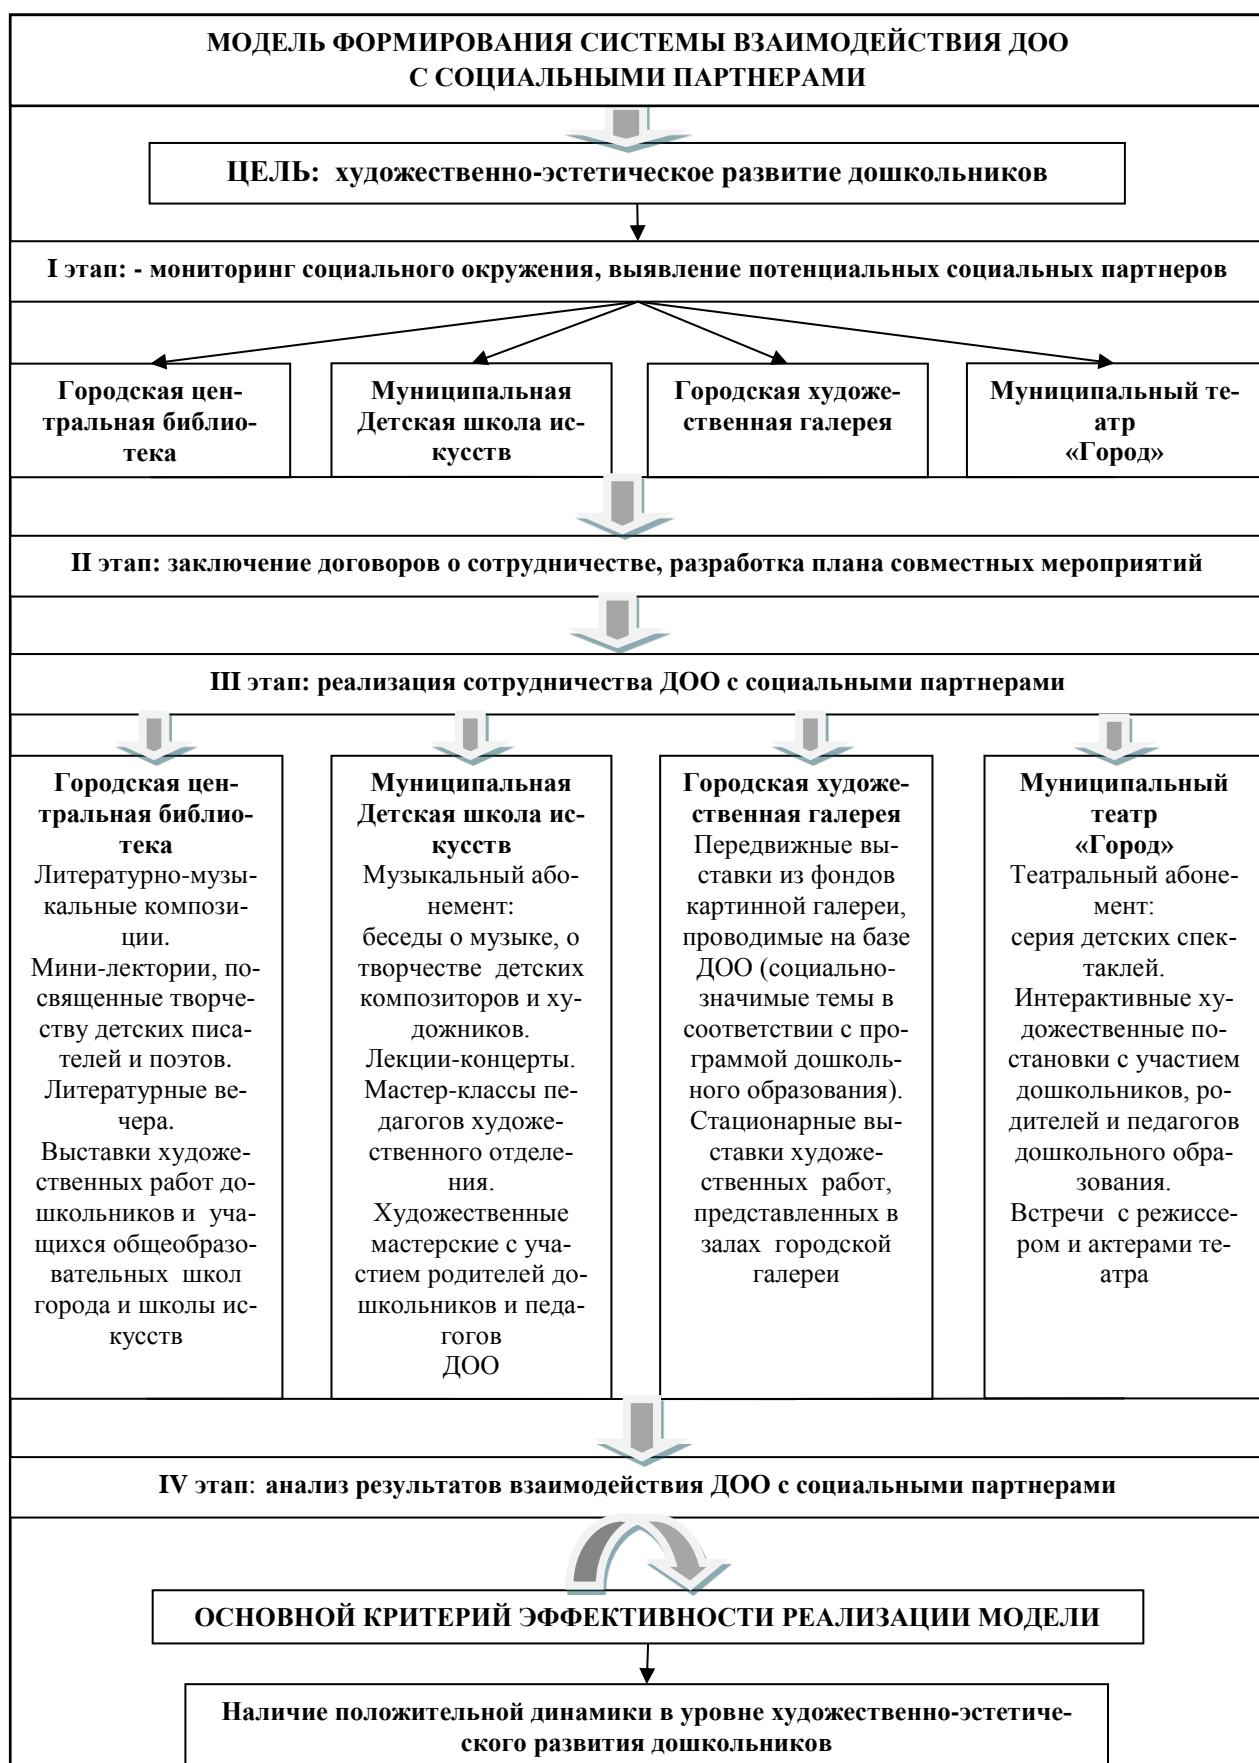 МОДЕЛЬ ФОРМИРОВАНИЯ СИСТЕМЫ ВЗАИМОДЕЙСТВИЯ ДОО
С СОЦИАЛЬНЫМИ ПАРТНЕРАМИ
ЦЕЛЬ: художественно-эстетическое развитие дошкольников
I этап: - мониторинг социального окружения, выявление потенциальных социальных партнеров
Городская цен-
тральная библио-
тека
Муниципальная
Детская школа ис-
кусств
Городская художе-
ственная галерея
Муниципальный те-
атр
«Город»
II этап: заключение договоров о сотрудничестве, разработка плана совместных мероприятий
III этап: реализация сотрудничества ДОО с социальными партнерами
Городская цен-
тральная библио-
тека
Литературно-музы-
кальные компози-
ции.
Мини-лектории, по-
священные творче-
ству детских писа-
телей и поэтов.
Литературные ве-
чера.
Выставки художе-
ственных работ до-
школьников и уча-
щихся общеобразо-
вательных школ
города и школы ис-
кусств
Муниципальная
Детская школа ис-
кусств
Музыкальный або-
немент:
беседы о музыке, о
творчестве детских
композиторов и ху-
дожников.
Лекции-концерты.
Мастер-классы пе-
дагогов художе-
ственного отделе-
ния.
Художественные
мастерские с уча-
стием родителей до-
школьников и педа-
гогов
ДОО
Городская художе-
ственная галерея
Передвижные вы-
ставки из фондов
картинной галереи,
проводимые на базе
ДОО (социально-
значимые темы в
соответствии с про-
граммой дошколь-
ного образования).
Стационарные вы-
ставки художе-
ственных работ,
представленных в
залах городской
галереи
Муниципальный
театр
«Город»
Театральный абоне-
мент:
серия детских спек-
таклей.
Интерактивные ху-
дожественные по-
становки с участием
дошкольников, ро-
дителей и педагогов
дошкольного обра-
зования.
Встречи с режиссе-
ром и актерами те-
атра
IV этап: анализ результатов взаимодействия ДОО с социальными партнерами
ОСНОВНОЙ КРИТЕРИЙ ЭФФЕКТИВНОСТИ РЕАЛИЗАЦИИ МОДЕЛИ
Наличие положительной динамики в уровне художественно-эстетиче-
ского развития дошкольников